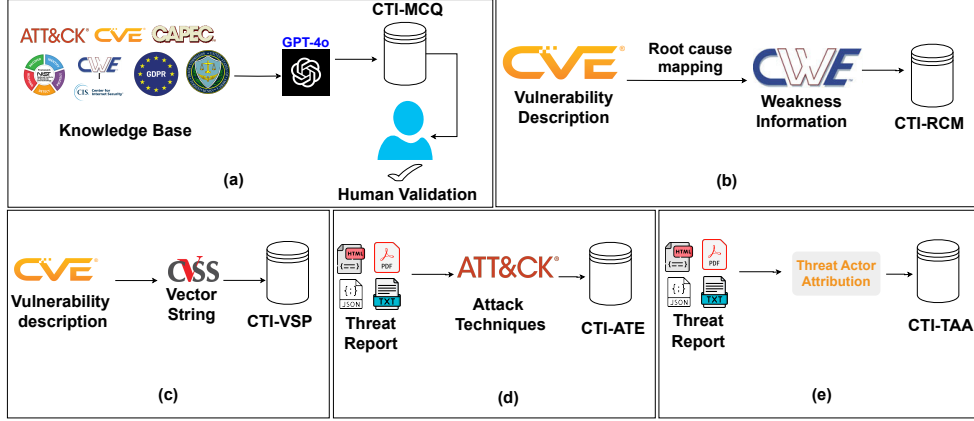 CTI-MCQ
ATT&CK® CVE® CAPEC
GPT-4o
NIST
CWE
GDPR
CIS. Center for
Internet Security®
Knowledge Base
Human Validation
(a)
CVE®
Root cause
mapping
CWE
Vulnerability
Description
Weakness
Information
CTI-RCM
(b)
CVE®
CVSS
Vulnerability
description
Vector
String
CTI-VSP
(c)
HTML
PDF
{;}
JSON
TXT
ATT&CK®
Threat
Report
Attack
Techniques
CTI-ATE
(d)
HTML
PDF
{;}
JSON
TXT
Threat Actor
Attribution
Threat
Report
CTI-TAA
(e)